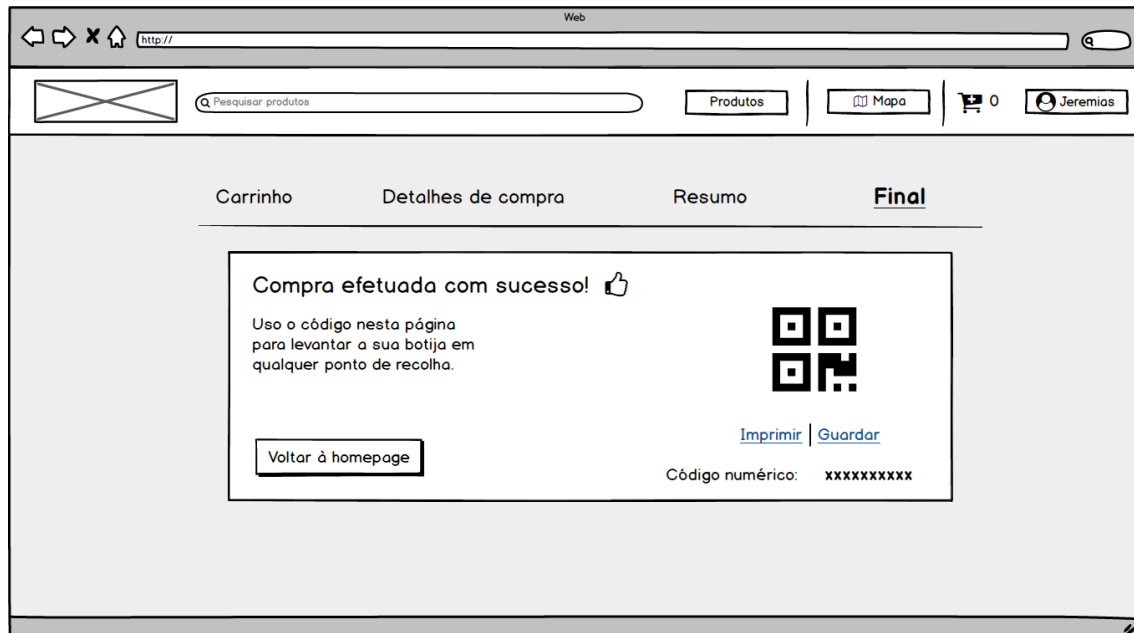 Web
http://
Pesquisar produtos
Produtos
Mapa
0
Jeremias
Carrinho
Detalhes de compra
Resumo
Final
Compra efetuada com sucesso!
Uso o código nesta página
para levantar a sua botija em
qualquer ponto de recolha.
Imprimir
Guardar
Voltar à homepage
Código numérico: xxxxxxxxxx